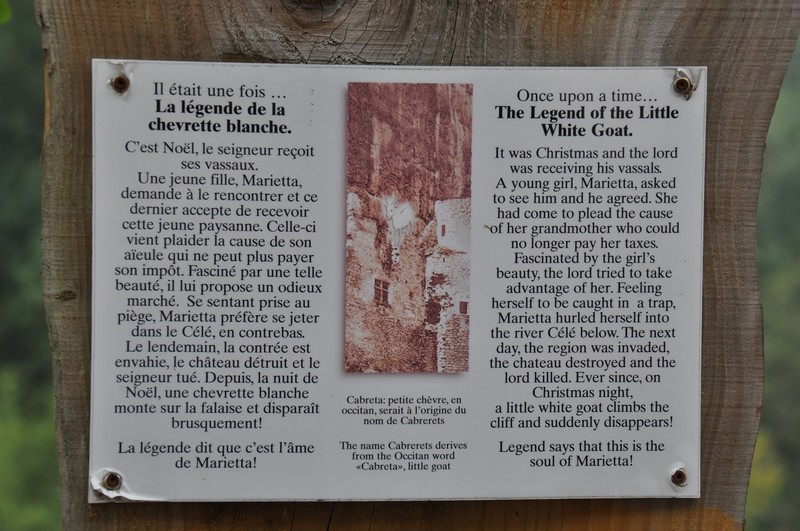 Il était une fois ...
La légende de la
chevrette blanche.
C'est Noël, le seigneur reçoit
ses vassaux.
Une jeune fille, Marietta,
demande à le rencontrer et ce
dernier accepte de recevoir
cette jeune paysanne. Celle-ci
vient plaider la cause de son
aïeule qui ne peut plus payer
son impôt. Fasciné par une telle
beauté, il lui propose un odieux
marché. Se sentant prise au
piège, Marietta préfère se jeter
dans le Célé, en contrebas.
Le lendemain, la contrée est
envahie, le château détruit et le
seigneur tué. Depuis, la nuit de
Noël, une chevrette blanche
monte sur la falaise et disparaît
brusquement!
La légende dit que c'est l'âme
de Marietta!
Cabreta: petite chèvre, en
occitan, serait à l'origine du
nom de Cabrerets
The name Cabrerets derives
from the Occitan word
«Cabreta», little goat
Once upon a time...
The Legend of the Little
White Goat.
It was Christmas and the lord
was receiving his vassals.
A young girl, Marietta, asked
to see him and he agreed. She
had come to plead the cause
of her grandmother who could
no longer pay her taxes.
Fascinated by the girl's
beauty, the lord tried to take
advantage of her. Feeling
herself to be caught in a trap,
Marietta hurled herself into
the river Célé below. The next
day, the region was invaded,
the chateau destroyed and the
lord killed. Ever since, on
Christmas night,
a little white goat climbs the
cliff and suddenly disappears!
Legend says that this is the
soul of Marietta!